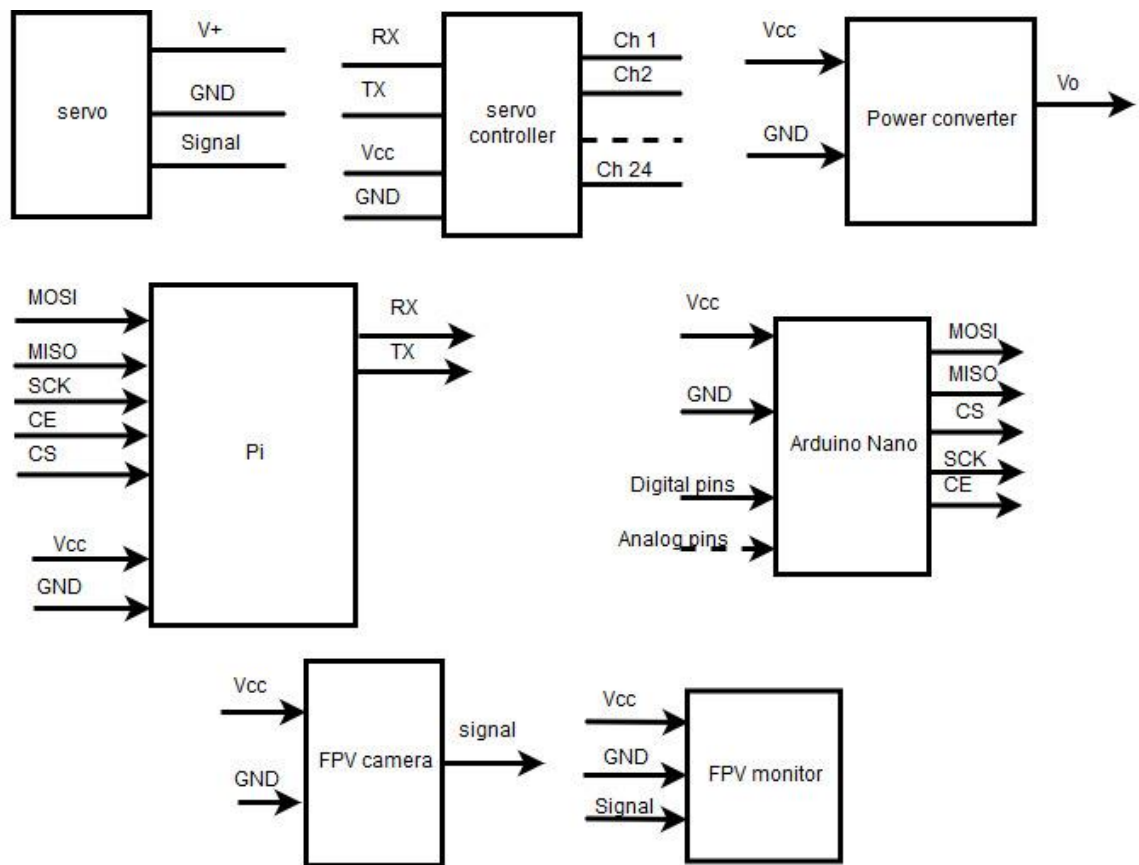 servo
V+
GND
Signal
RX
TX
Vcc
GND
servo
controller
Ch 1
Ch2
Ch 24
Vcc
GND
Power converter
Vo
MOSI
MISO
SCK
CE
CS
Vcc
GND
Pi
RX
TX
Vcc
GND
Digital pins
Analog pins
Arduino Nano
MOSI
MISO
CS
SCK
CE
Vcc
GND
FPV camera
signal
Vcc
GND
Signal
FPV monitor